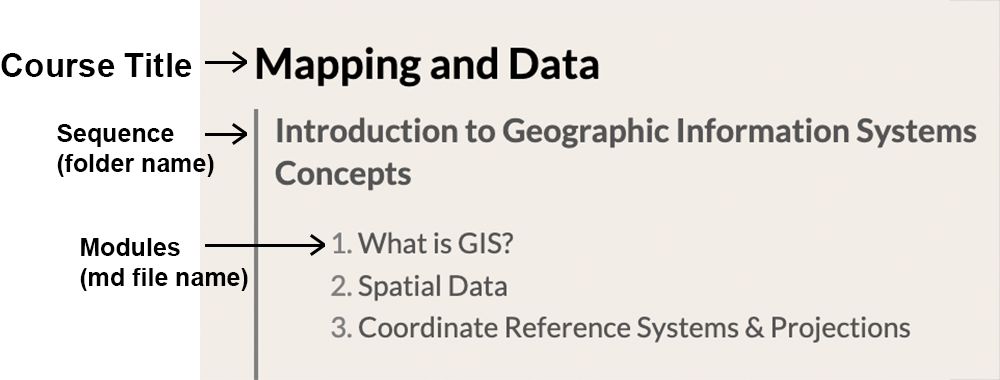 Course Title
Mapping and Data
Sequence
(folder name)
Introduction to Geographic Information Systems
Concepts
Modules
(md file name)
1. What is GIS?
2. Spatial Data
3. Coordinate Reference Systems & Projections